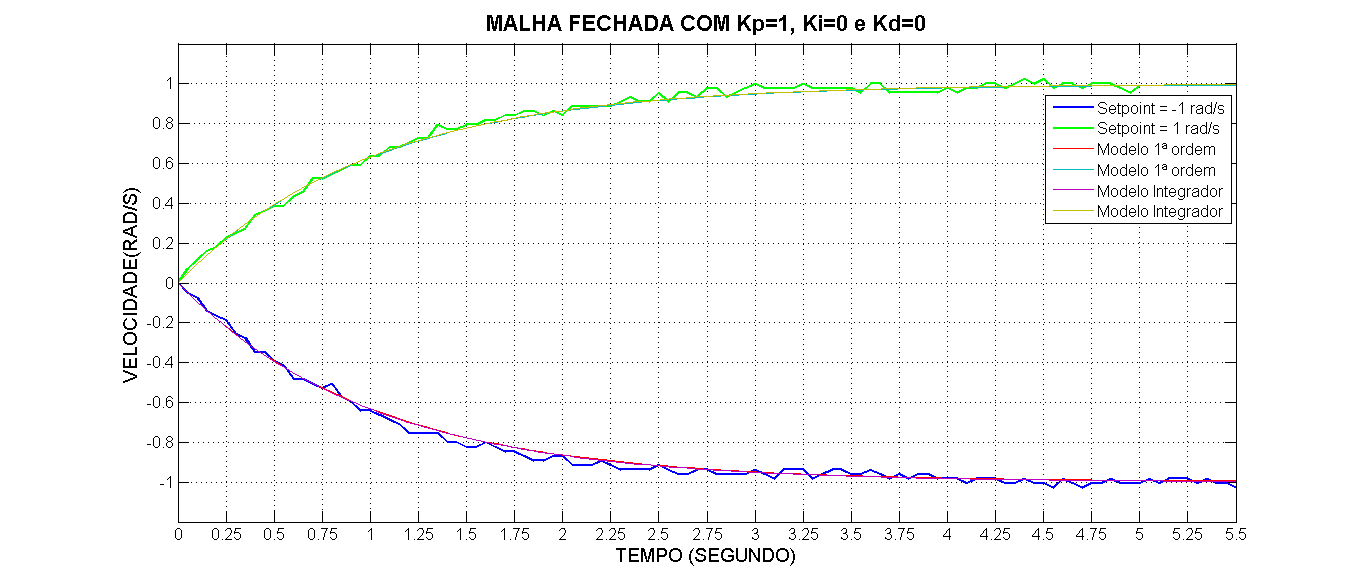 MALHA FECHADA COM Kp=1, Ki=0 e Kd=0
1
0.8
0.6
0.4
0.2
0
-0.2
-0.4
-0.6
-0.8
-1
VELOCIDADE(RAD/S)
Setpoint = -1 rad/s
Setpoint = 1 rad/s
Modelo 1ª ordem
Modelo 1ª ordem
Modelo Integrador
Modelo Integrador
0 0.25 0.5 0.75 1 1.25 1.5 1.75 2 2.25 2.5 2.75 3 3.25 3.5 3.75 4 4.25 4.5 4.75 5 5.25 5.5
TEMPO (SEGUNDO)